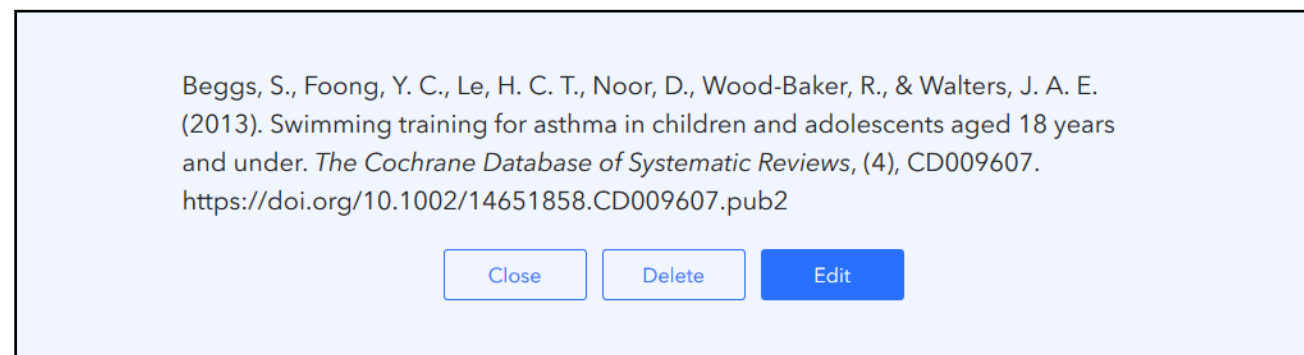 Beggs, S., Foong, Y. C., Le, H. C. T., Noor, D., Wood-Baker, R., & Walters, J. A. E.
(2013). Swimming training for asthma in children and adolescents aged 18 years
and under. The Cochrane Database of Systematic Reviews, (4), CD009607.
https://doi.org/10.1002/14651858.CD009607.pub2
Close Delete Edit